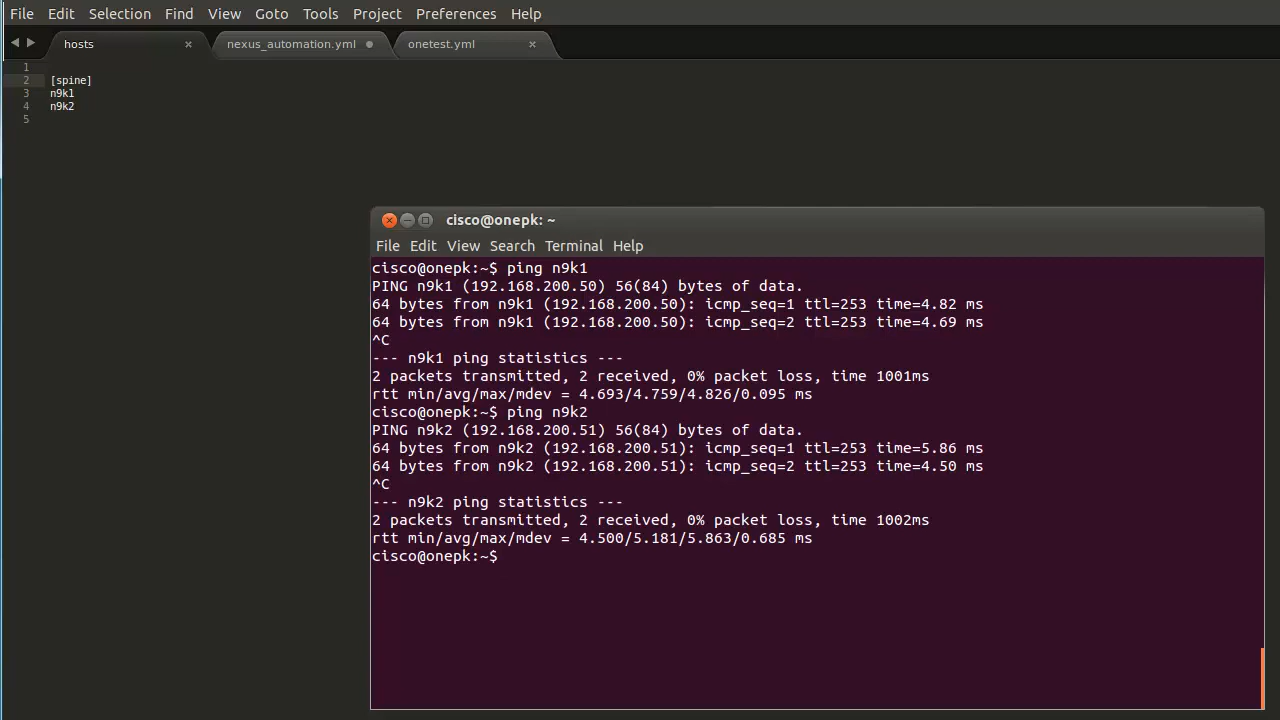 File Edit Selection Find View Goto Tools Project Preferences Help
hosts nexus_automation.yml onetest.yml
1
2 [spine]
3 n9k1
4 n9k2
5
cisco@onepk: ~
File Edit View Search Terminal Help
cisco@onepk:~$ ping n9k1
PING n9k1 (192.168.200.50) 56(84) bytes of data.
64 bytes from n9k1 (192.168.200.50): icmp_seq=1 ttl=253 time=4.82 ms
64 bytes from n9k1 (192.168.200.50): icmp_seq=2 ttl=253 time=4.69 ms
^C
--- n9k1 ping statistics ---
2 packets transmitted, 2 received, 0% packet loss, time 1001ms
rtt min/avg/max/mdev = 4.693/4.759/4.826/0.095 ms
cisco@onepk:~$ ping n9k2
PING n9k2 (192.168.200.51) 56(84) bytes of data.
64 bytes from n9k2 (192.168.200.51): icmp_seq=1 ttl=253 time=5.86 ms
64 bytes from n9k2 (192.168.200.51): icmp_seq=2 ttl=253 time=4.50 ms
^C
--- n9k2 ping statistics ---
2 packets transmitted, 2 received, 0% packet loss, time 1002ms
rtt min/avg/max/mdev = 4.500/5.181/5.863/0.685 ms
cisco@onepk:~$